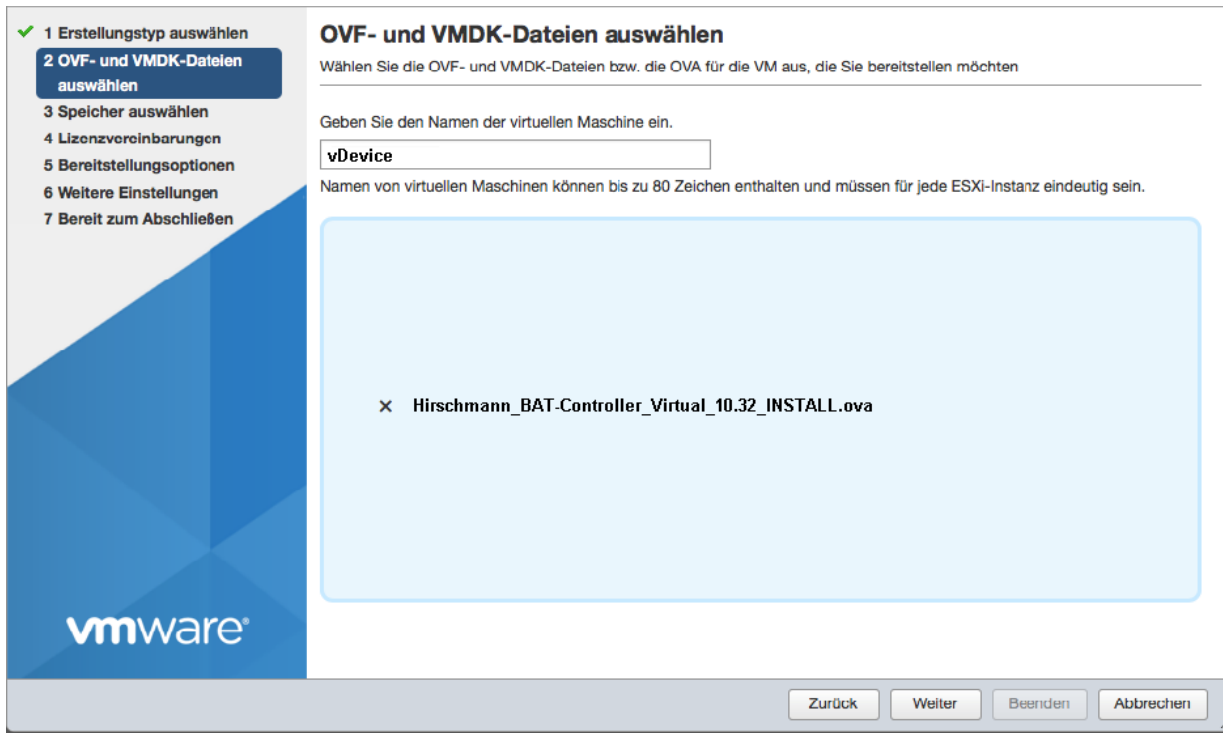 1 Erstellungstyp auswählen
2 OVF- und VMDK-Dateien
auswählen
3 Speicher auswählen
4 Lizenzvereinbarungen
5 Bereitstellungsoptionen
6 Weitere Einstellungen
7 Bereit zum Abschließen
vmware®
OVF- und VMDK-Dateien auswählen
Wählen Sie die OVF- und VMDK-Dateien bzw. die OVA für die VM aus, die Sie bereitstellen möchten
Geben Sie den Namen der virtuellen Maschine ein.
vDevice
Namen von virtuellen Maschinen können bis zu 80 Zeichen enthalten und müssen für jede ESXi-Instanz eindeutig sein.
× Hirschmann_BAT-Controller_Virtual_10.32_INSTALL.ova
Zurück Weiter Beenden Abbrechen